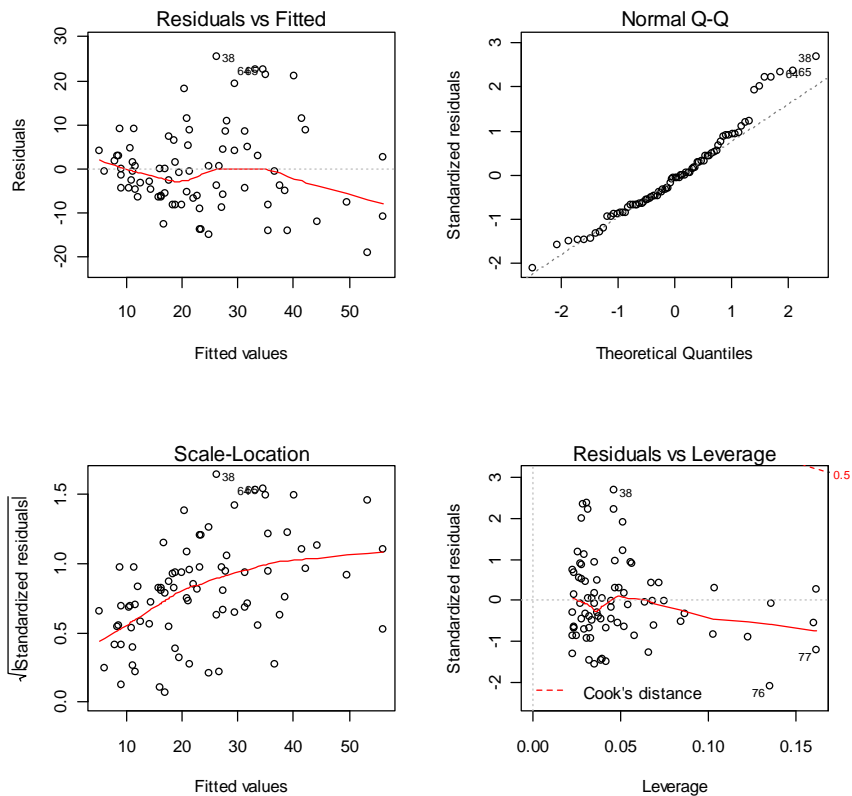 Residuals vs Fitted
Residuals
-20 -10 0 10 20 30
10 20 30 40 50
Fitted values
38
65
Normal Q-Q
Standardized residuals
-2 -1 0 1 2 3
-2 -1 0 1 2
Theoretical Quantiles
38
65
Scale-Location
√|Standardized residuals|
0.0 0.5 1.0 1.5
10 20 30 40 50
Fitted values
38
65
Residuals vs Leverage
Standardized residuals
-2 -1 0 1 2 3
0.00 0.05 0.10 0.15
Leverage
0.5
38
77
76
Cook's distance